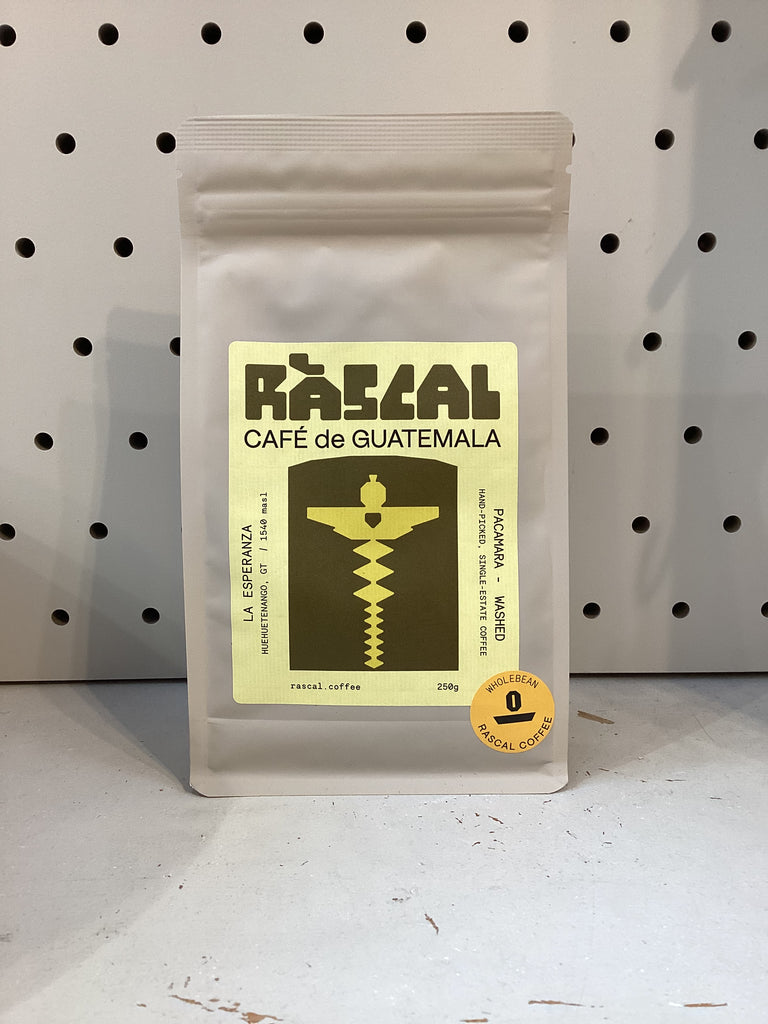 RÀSCAL
CAFÉ de GUATEMALA
LA ESPERANZA
HUEHUETENANGO, GT / 1540 masl
PACAMARA - WASHED
HAND-PICKED, SINGLE-ESTATE COFFEE
rascal.coffee
250g
WHOLEBEAN
0
RASCAL COFFEE